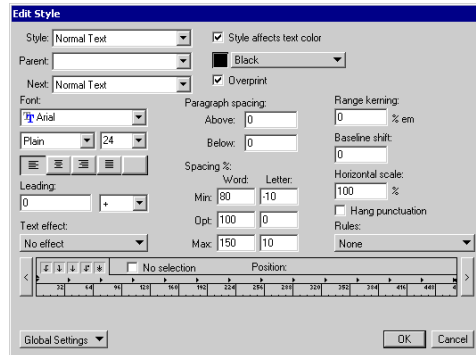 Edit Style
Style: Normal Text
Style affects text color
Parent:
Black
Next: Normal Text
Overprint
Font:
Arial
Plain 24
Leading:
0 +
Text effect:
No effect
Paragraph spacing:
Above: 0
Below: 0
Spacing %:
Word: Letter:
Min: 80 -10
Opt: 100 0
Max: 150 10
Range kerning:
0 % em
Baseline shift:
0
Horizontal scale:
100 %
Hang punctuation
Rules:
None
No selection Position:
32 64 96 128 160 192 224 256 288 320 352 384 416 448 4
Global Settings OK Cancel